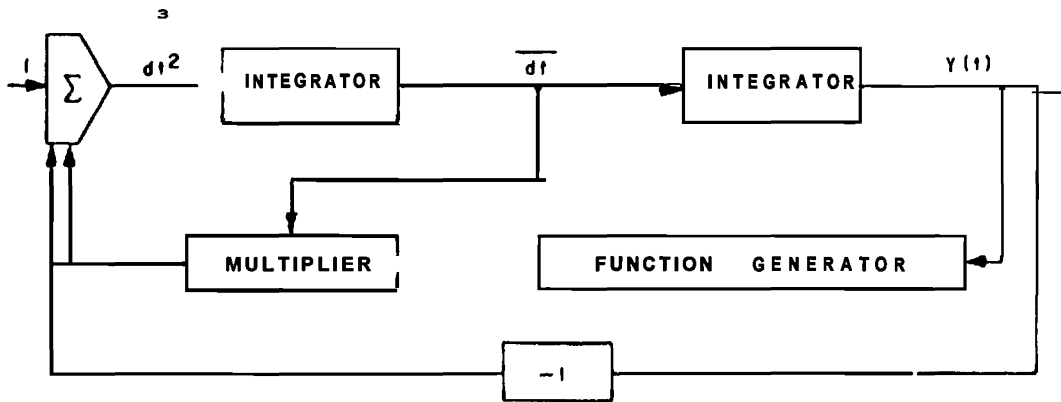 3
1
Σ
dt²
INTEGRATOR
dt
INTEGRATOR
Y(t)
MULTIPLIER
FUNCTION GENERATOR
-1